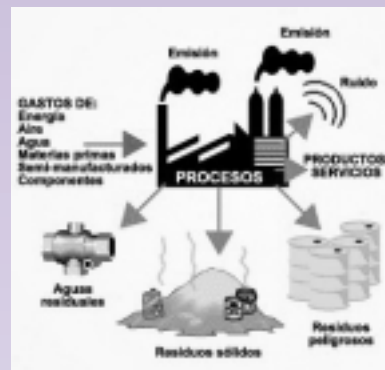 Emisión
Emisión
Ruido
GASTOS DE:
Energía
Aire
Agua
Materias primas
Semi-manufacturados
Componentes
PROCESOS
PRODUCTOS
SERVICIOS
Aguas
residuales
Residuos sólidos
Residuos
peligrosos